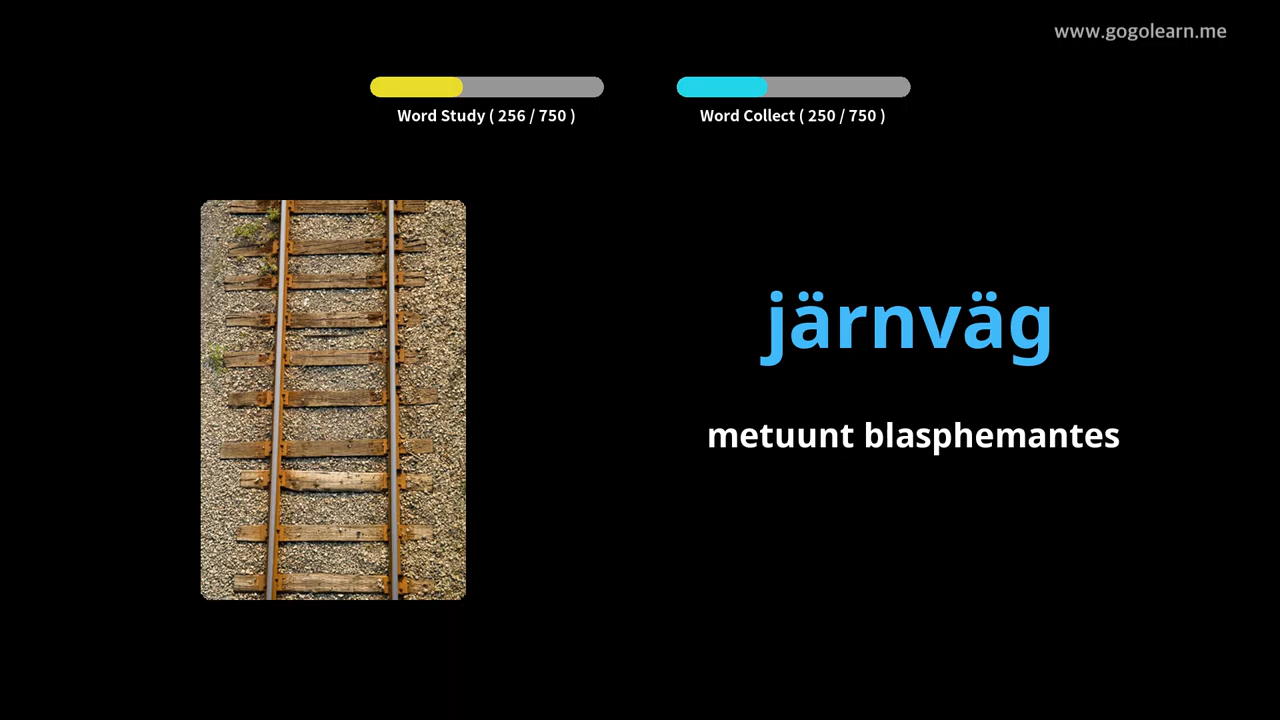 www.gogolearn.me
Word Study ( 256 / 750 )
Word Collect ( 250 / 750 )
järnväg
metuunt blasphemantes